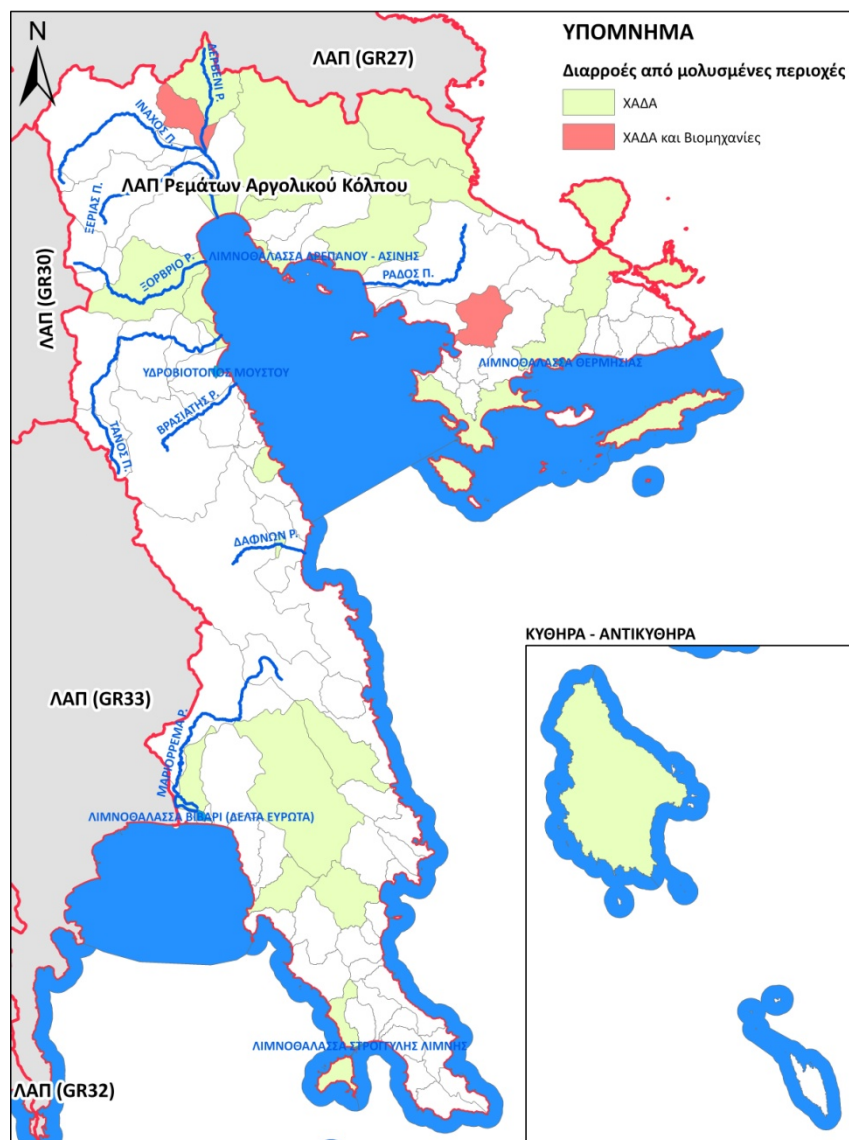 N
ΥΠΟΜΝΗΜΑ
Διαρροές από μολυσμένες περιοχές
ΧΑΔΑ
ΧΑΔΑ και Βιομηχανίες
ΛΑΠ (GR27)
ΔΕΡΒΕΝΙ Ρ.
ΙΝΑΧΟΣ Π.
ΛΑΠ Ρεμάτων Αργολικού Κόλπου
ΞΕΡΙΑΣ Π.
ΛΑΠ (GR30)
ΞΟΡΒΡΙΟ Ρ.
ΛΙΜΝΟΘΑΛΑΣΣΑ ΔΡΕΠΑΝΟΥ - ΑΣΙΝΗΣ
ΡΑΔΟΣ Π.
ΛΙΜΝΟΘΑΛΑΣΣΑ ΘΕΡΜΗΣΙΑΣ
ΥΔΡΟΒΙΟΤΟΠΟΣ ΜΟΥΣΤΟΥ
ΒΡΑΣΙΑΤΗΣ Ρ.
ΤΑΝΟΣ Π.
ΔΑΦΝΩΝ Ρ.
ΚΥΘΗΡΑ - ΑΝΤΙΚΥΘΗΡΑ
ΛΑΠ (GR33)
ΜΑΡΙΟΡΡΕΜΑ Ρ.
ΛΙΜΝΟΘΑΛΑΣΣΑ ΒΙΒΑΡΙ (ΔΕΛΤΑ ΕΥΡΩΤΑ)
ΛΙΜΝΟΘΑΛΑΣΣΑ ΣΤΡΟΓΓΥΛΗΣ ΛΙΜΝΗΣ
ΛΑΠ (GR32)